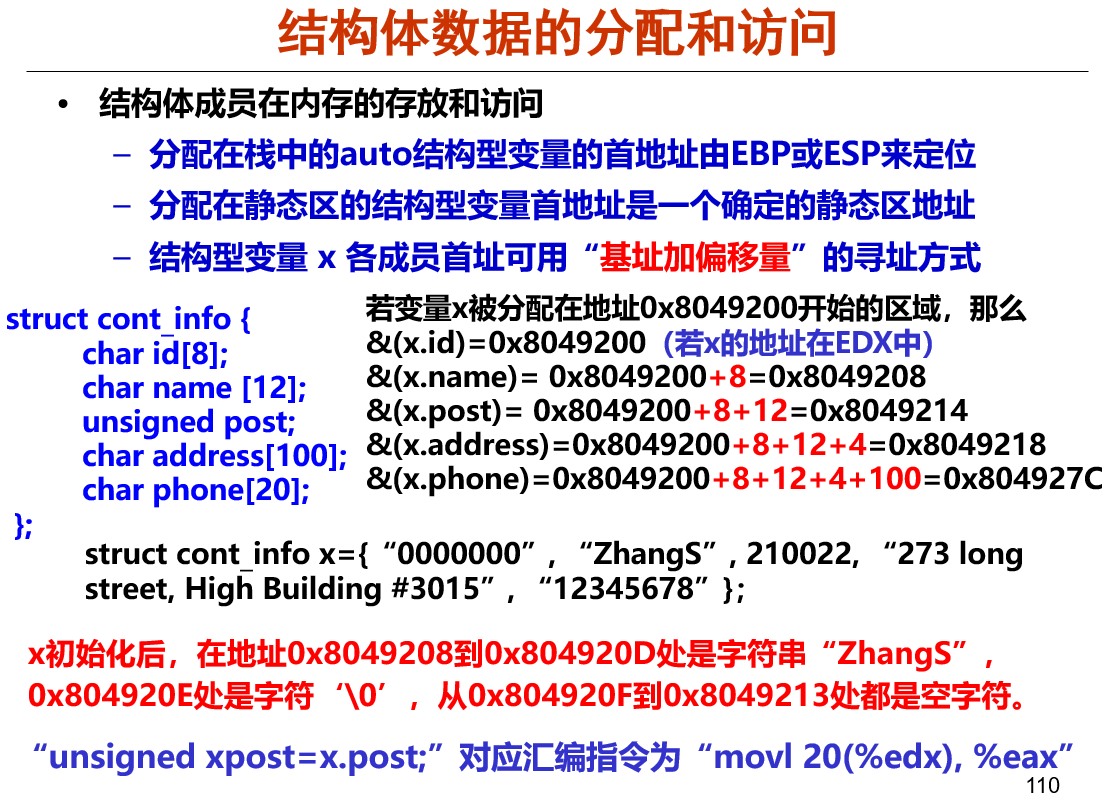 结构体数据的分配和访问
• 结构体成员在内存的存放和访问
– 分配在栈中的auto结构型变量的首地址由EBP或ESP来定位
– 分配在静态区的结构型变量首地址是一个确定的静态区地址
– 结构型变量 x 各成员首址可用“基址加偏移量”的寻址方式
struct cont_info {
char id[8];
char name [12];
unsigned post;
char address[100];
char phone[20];
};
若变量x被分配在地址0x8049200开始的区域，那么
&(x.id)=0x8049200（若x的地址在EDX中）
&(x.name)= 0x8049200+8=0x8049208
&(x.post)= 0x8049200+8+12=0x8049214
&(x.address)=0x8049200+8+12+4=0x8049218
&(x.phone)=0x8049200+8+12+4+100=0x804927C
struct cont_info x={“0000000”, “ZhangS”, 210022, “273 long
street, High Building #3015”, “12345678”};
x初始化后，在地址0x8049208到0x804920D处是字符串“ZhangS”，
0x804920E处是字符‘\0’，从0x804920F到0x8049213处都是空字符。
“unsigned xpost=x.post;”对应汇编指令为“movl 20(%edx), %eax”
110